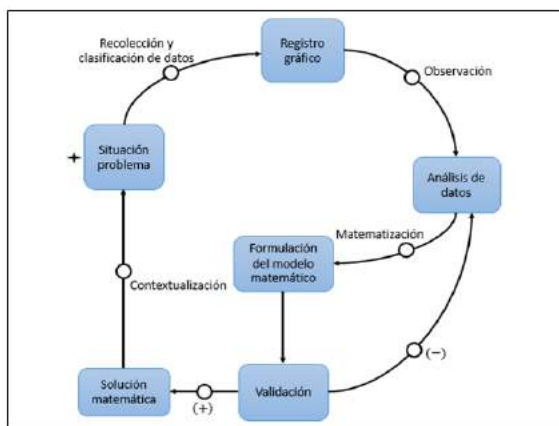 Recolección y
clasificación de datos
Registro
gráfico
Observación
Situación
problema
Análisis de
datos
Matematización
Formulación
del modelo
matemático
Contextualización
(−)
Solución
matemática
(+)
Validación